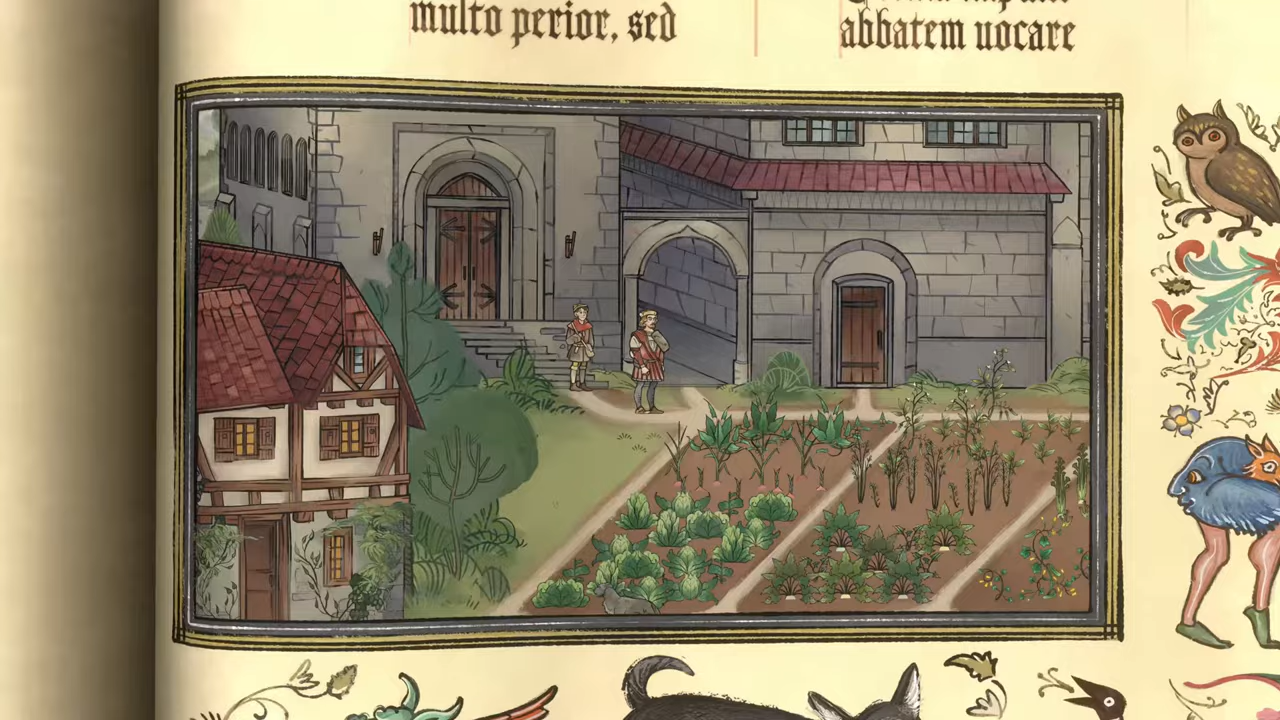 multo perior, sed
abbatem uocare